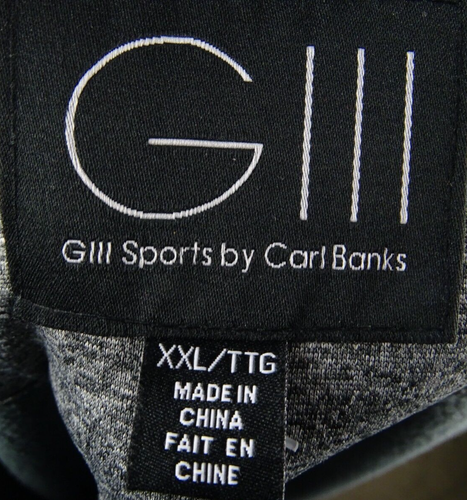 GIII
GIII Sports by Carl Banks
XXL/TTG
MADE IN
CHINA
FAIT EN
CHINE